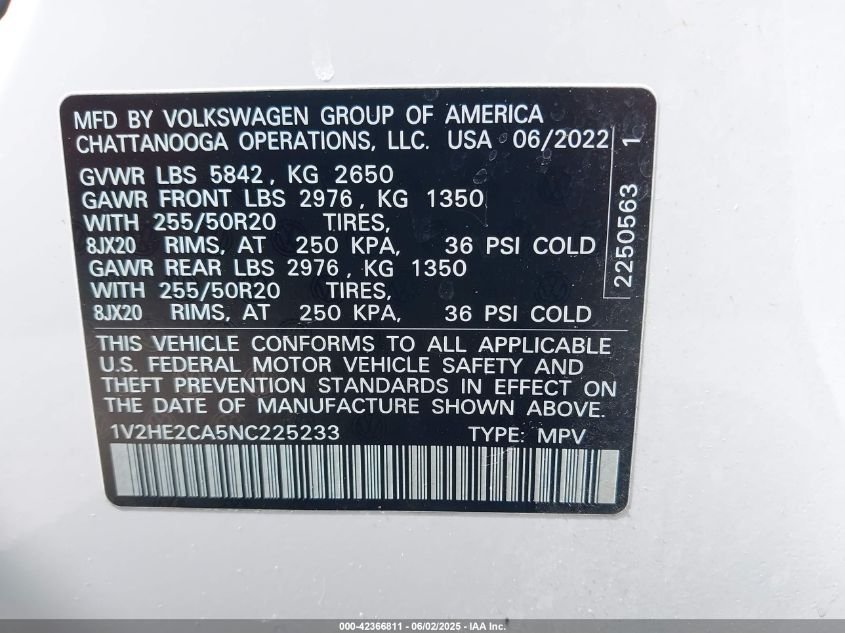 MFD BY VOLKSWAGEN GROUP OF AMERICA
CHATTANOOGA OPERATIONS, LLC. USA 06/2022
GVWR LBS 5842, KG 2650
GAWR FRONT LBS 2976, KG 1350
WITH 255/50R20 TIRES,
8JX20 RIMS, AT 250 KPA, 36 PSI COLD
GAWR REAR LBS 2976, KG 1350
WITH 255/50R20 TIRES,
8JX20 RIMS, AT 250 KPA, 36 PSI COLD
2250563 1
THIS VEHICLE CONFORMS TO ALL APPLICABLE
U.S. FEDERAL MOTOR VEHICLE SAFETY AND
THEFT PREVENTION STANDARDS IN EFFECT ON
THE DATE OF MANUFACTURE SHOWN ABOVE.
1V2HE2CA5NC225233 TYPE: MPV
000-42366811 - 06/02/2025 - IAA Inc.